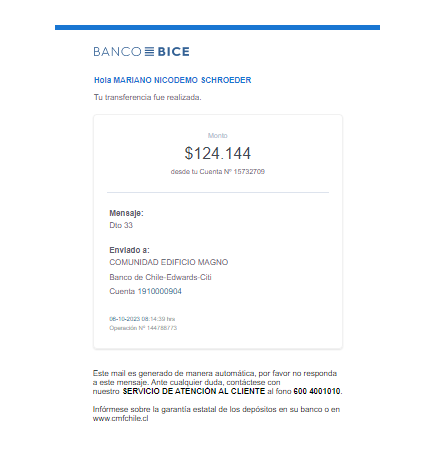 BANCO BICE
Hola MARIANO NICODEMO SCHROEDER
Tu transferencia fue realizada.
Monto
$124.144
desde tu Cuenta Nº 15732709
Mensaje:
Dto 33
Enviado a:
COMUNIDAD EDIFICIO MAGNO
Banco de Chile-Edwards-Citi
Cuenta 1910000904
06-10-2023 08:14:39 hrs
Operación Nº 144786773
Este mail es generado de manera automática, por favor no responda
a este mensaje. Ante cualquier duda, contáctese con
nuestro SERVICIO DE ATENCIÓN AL CLIENTE al fono 600 4001010.
Infórmese sobre la garantía estatal de los depósitos en su banco o en
www.cmfchile.cl